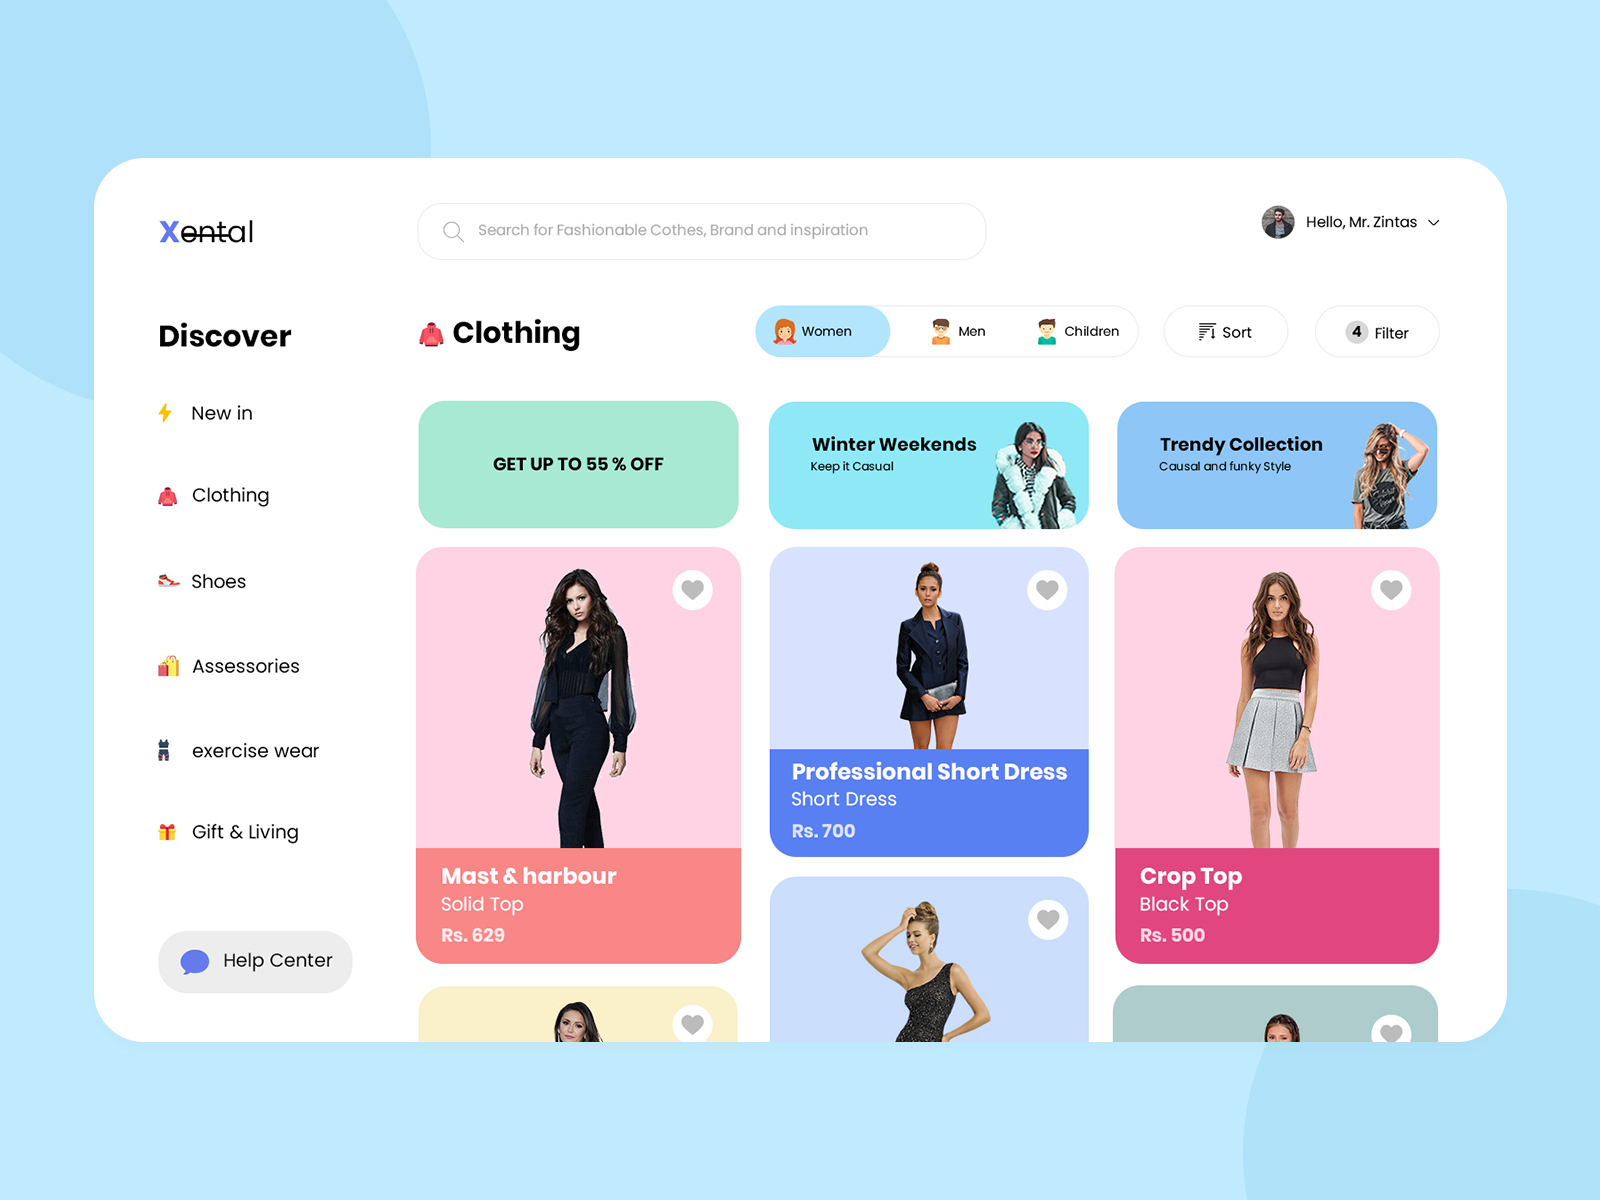 Xental
Search for Fashionable Cothes, Brand and inspiration
Hello, Mr. Zintas
Discover
New in
Clothing
Shoes
Assessories
exercise wear
Gift & Living
Help Center
Clothing
Women
Men
Children
Sort
4 Filter
GET UP TO 55 % OFF
Winter Weekends
Keep it Casual
Trendy Collection
Causal and funky Style
Mast & harbour
Solid Top
Rs. 629
Professional Short Dress
Short Dress
Rs. 700
Crop Top
Black Top
Rs. 500